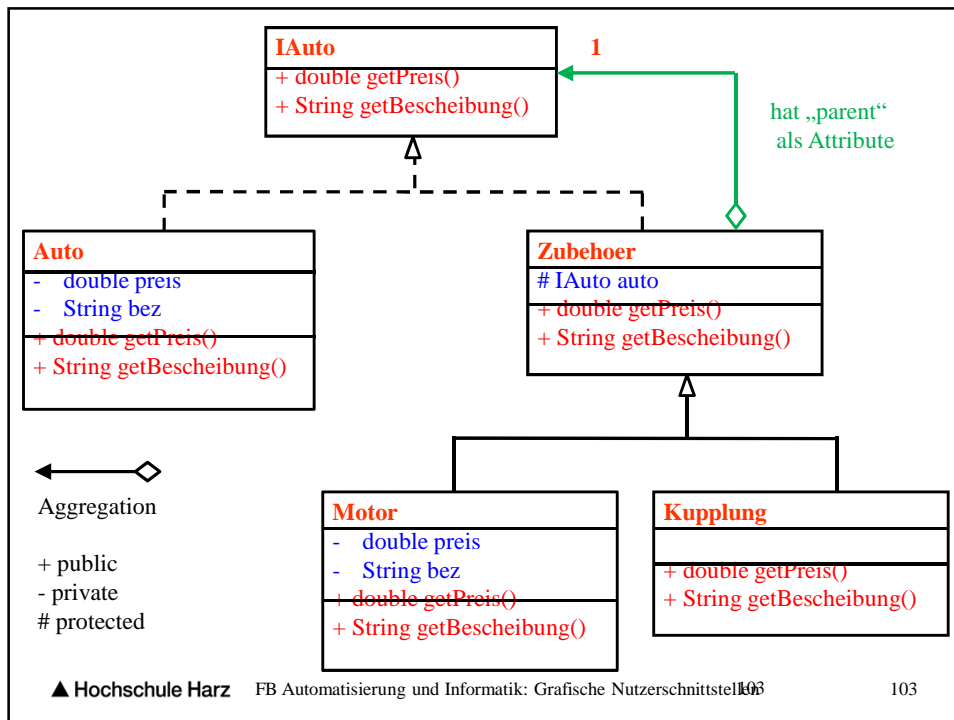 IAuto
1
+ double getPreis()
+ String getBescheibung()
hat „parent“
als Attribute
Auto
- double preis
- String bez
+ double getPreis()
+ String getBescheibung()
Zubehoer
# IAuto auto
+ double getPreis()
+ String getBescheibung()
Aggregation
+ public
- private
# protected
Motor
- double preis
- String bez
+ double getPreis()
+ String getBescheibung()
Kupplung
+ double getPreis()
+ String getBescheibung()
Hochschule Harz
FB Automatisierung und Informatik: Grafische Nutzerschnittstellen
103
103